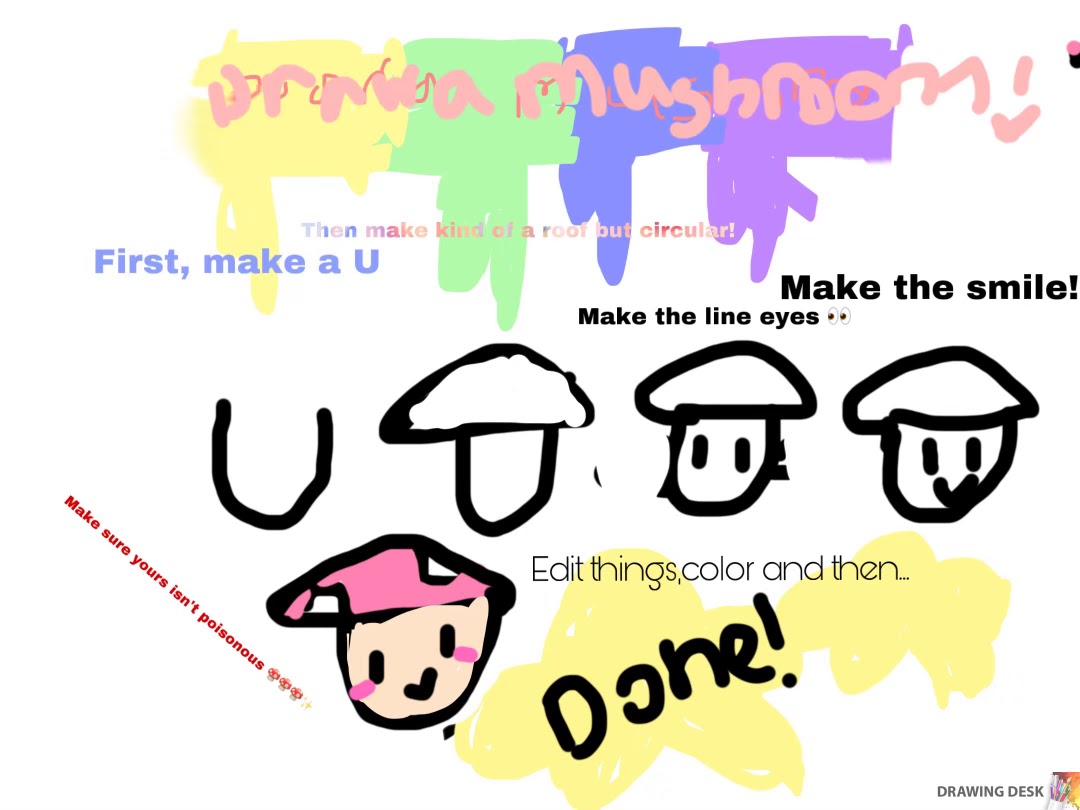 Draw a mushroom!
Then make kind of a roof but circular!
First, make a U
Make the smile!
Make the line eyes 👀
Make sure yours isn't poisonous 🍄🍄🍄✨
Edit things,color and then...
Done!
DRAWING DESK